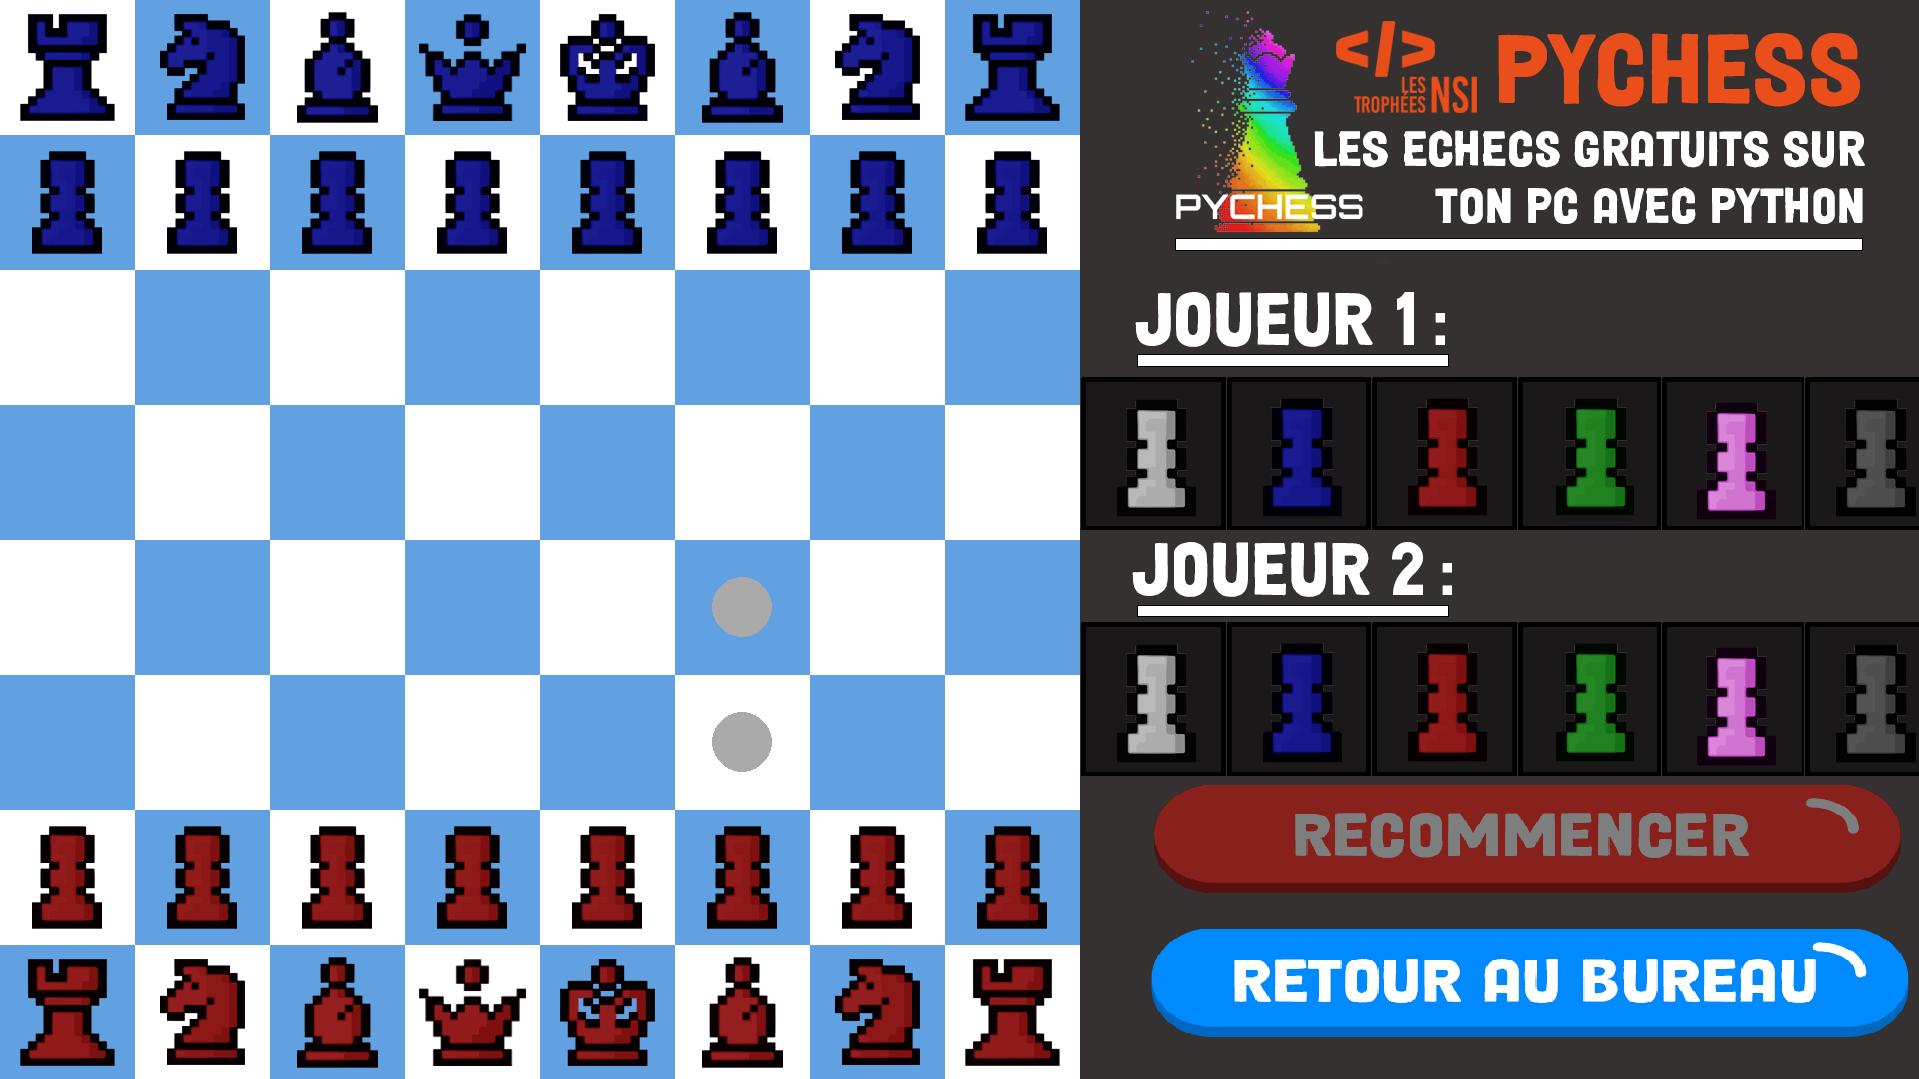 PYCHESS
</>
LES
TROPHÉES NSI
PYCHESS
LES ECHECS GRATUITS SUR
TON PC AVEC PYTHON
JOUEUR 1 :
JOUEUR 2 :
RECOMMENCER
RETOUR AU BUREAU